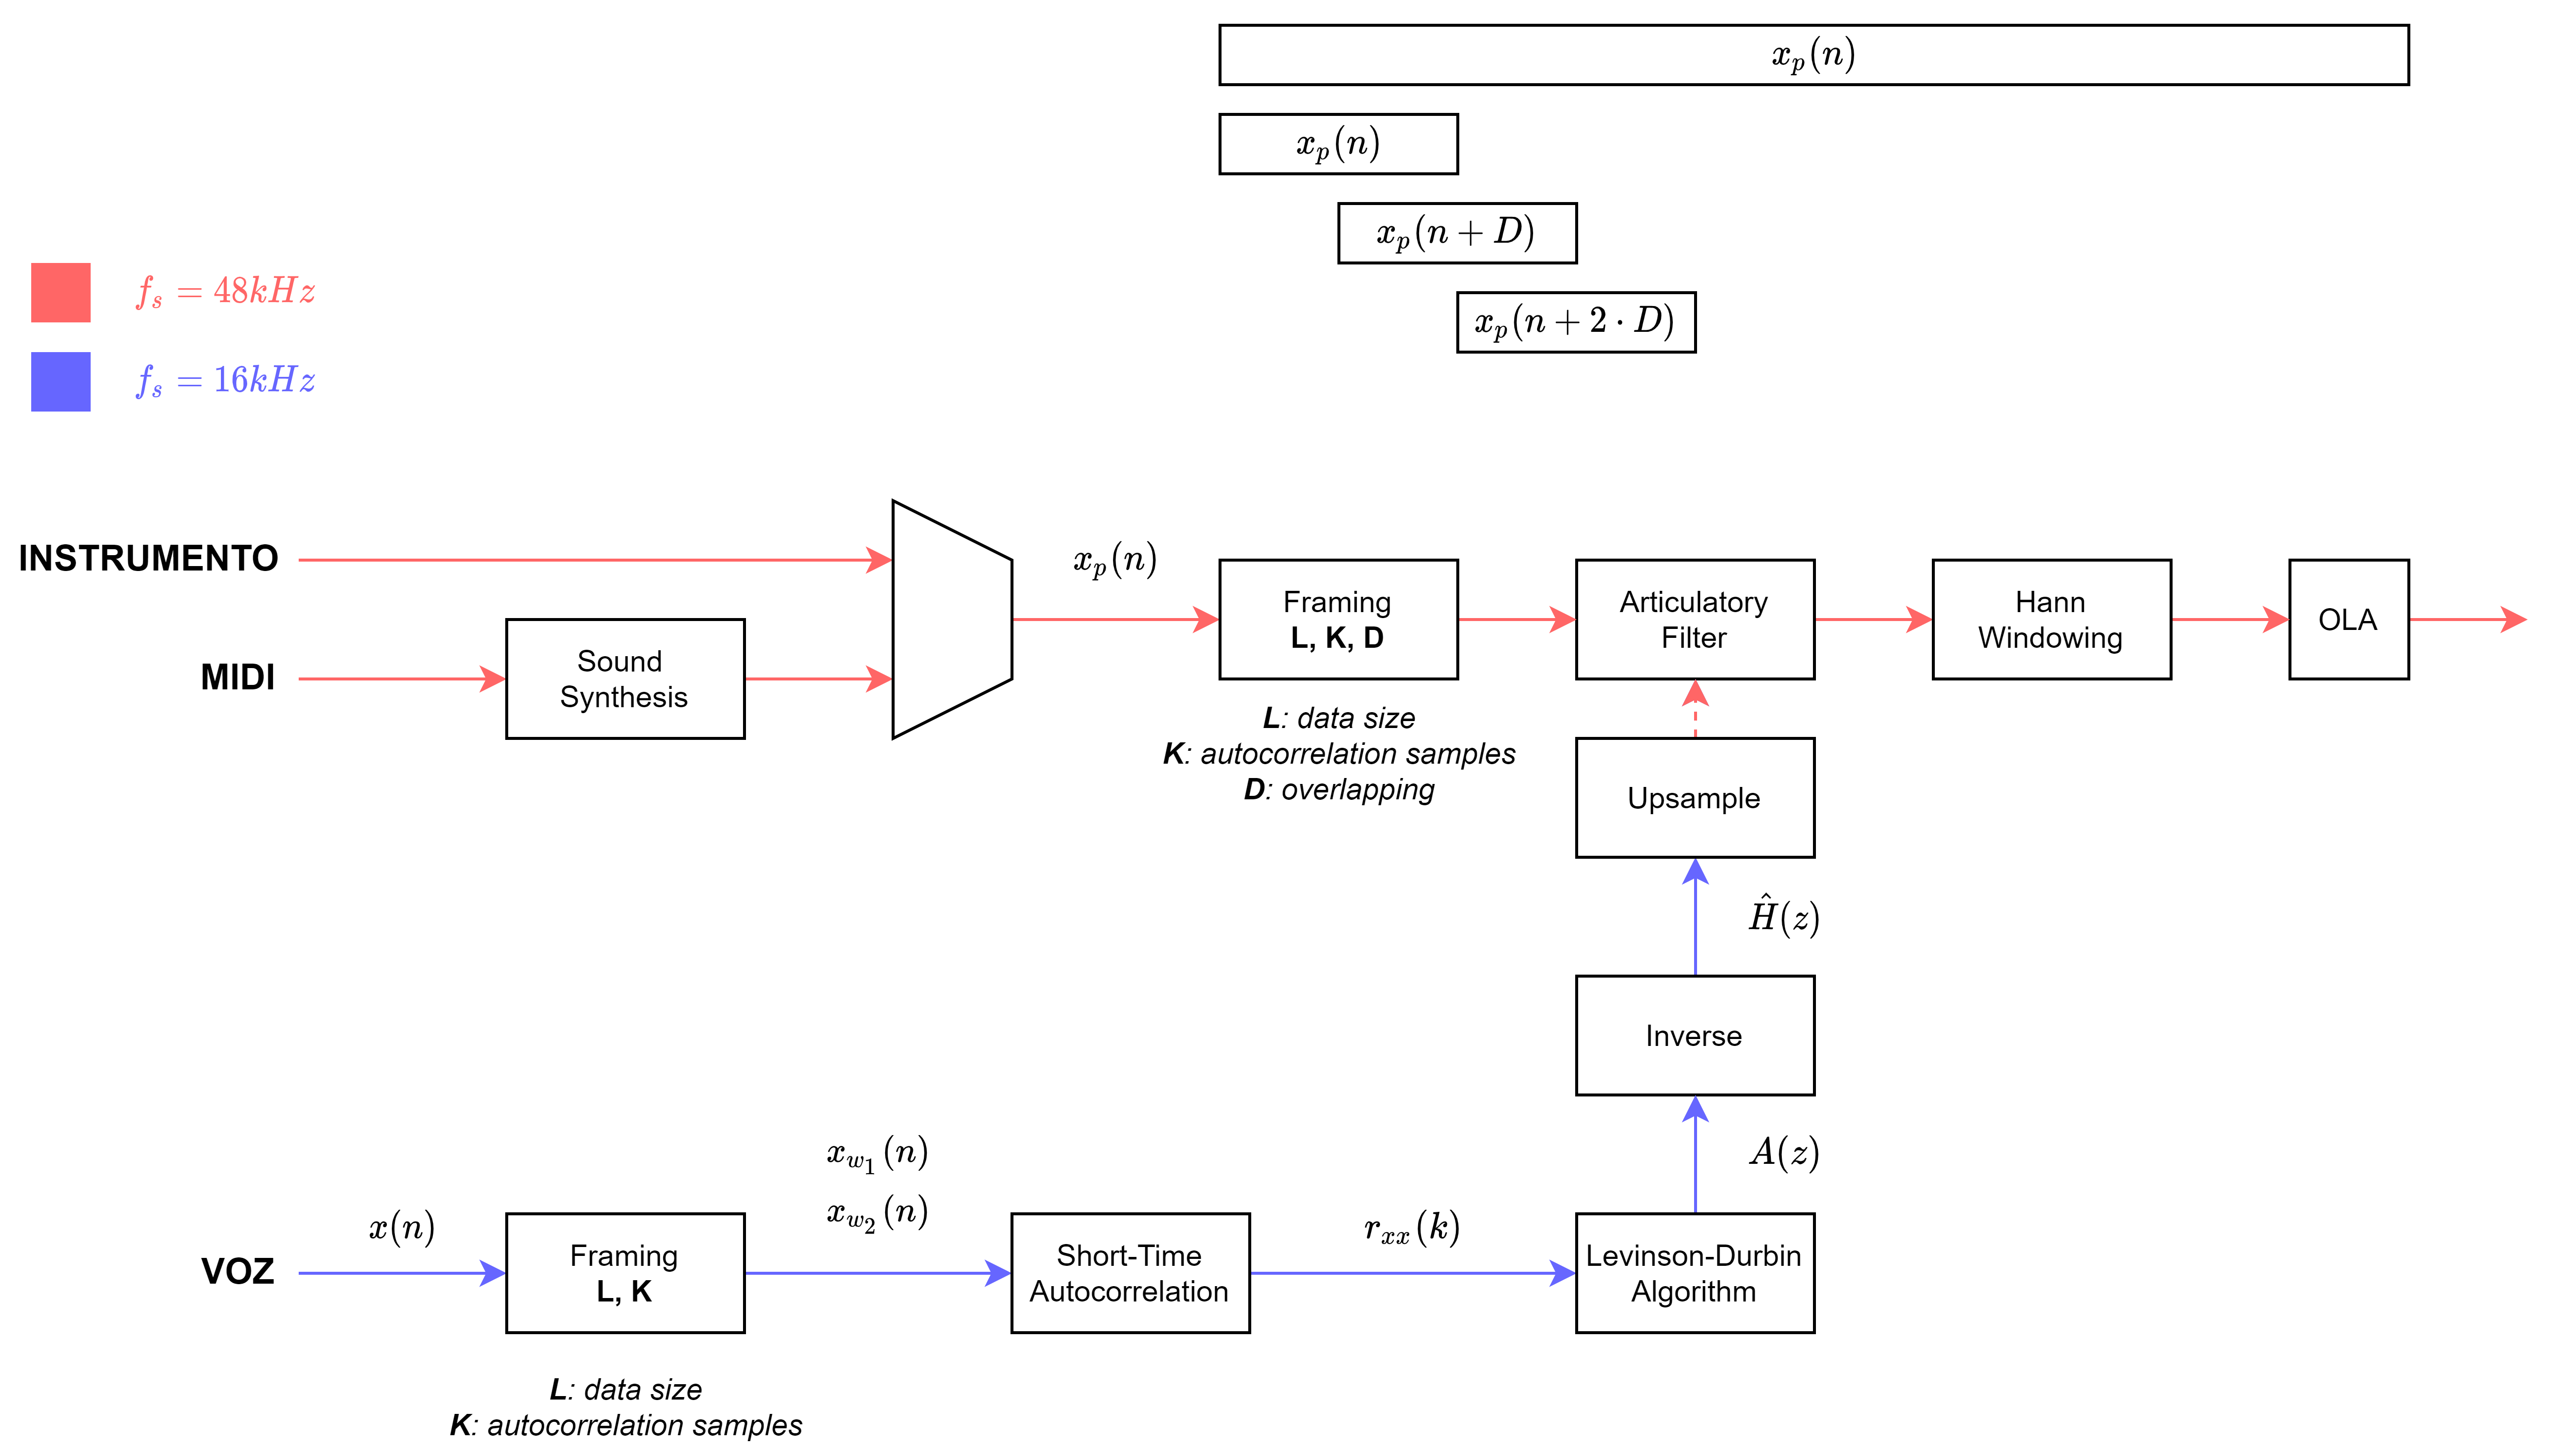 x_p(n)
x_p(n)
x_p(n + D)
x_p(n + 2 · D)
f_s = 48kHz
f_s = 16kHz
INSTRUMENTO
MIDI
Sound
Synthesis
x_p(n)
Framing
L, K, D
L: data size
K: autocorrelation samples
D: overlapping
Articulatory
Filter
Hann
Windowing
OLA
Upsample
Ĥ(z)
Inverse
A(z)
VOZ
x(n)
Framing
L, K
L: data size
K: autocorrelation samples
x_{w_1}(n)
x_{w_2}(n)
Short-Time
Autocorrelation
r_{xx}(k)
Levinson-Durbin
Algorithm